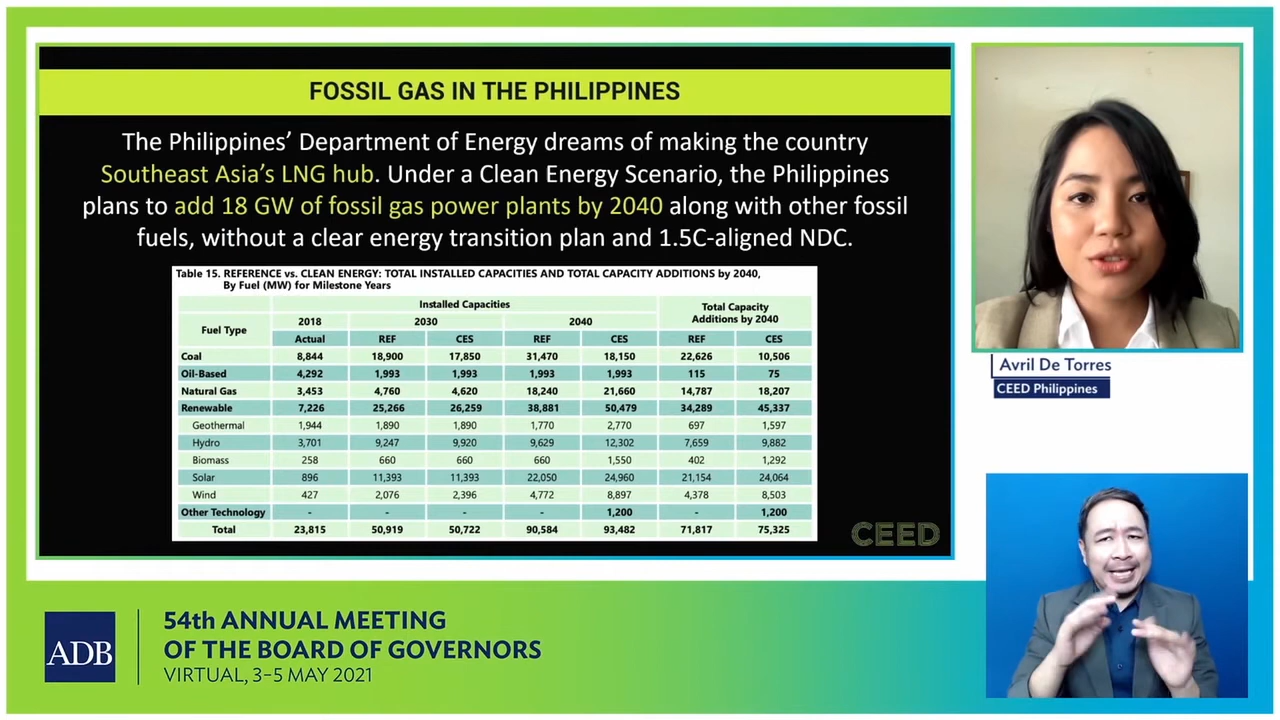 FOSSIL GAS IN THE PHILIPPINES
The Philippines’ Department of Energy dreams of making the country
Southeast Asia’s LNG hub. Under a Clean Energy Scenario, the Philippines
plans to add 18 GW of fossil gas power plants by 2040 along with other fossil
fuels, without a clear energy transition plan and 1.5C-aligned NDC.
Table 15. REFERENCE vs. CLEAN ENERGY: TOTAL INSTALLED CAPACITIES AND TOTAL CAPACITY ADDITIONS by 2040,
By Fuel (MW) for Milestone Years
Fuel Type Installed Capacities Total Capacity
Additions by 2040
2018 2030 2040
Actual REF CES REF CES REF CES
Coal 8,844 18,900 17,850 31,470 18,150 22,626 10,506
Oil-Based 4,292 1,993 1,993 1,993 1,993 115 75
Natural Gas 3,453 4,760 4,620 18,240 21,660 14,787 18,207
Renewable 7,226 25,266 26,259 38,881 50,479 34,289 45,337
Geothermal 1,944 1,890 1,890 1,770 2,770 697 1,597
Hydro 3,701 9,247 9,920 9,629 12,302 7,659 9,882
Biomass 258 660 660 660 1,550 402 1,292
Solar 896 11,393 11,393 22,050 24,960 21,154 24,064
Wind 427 2,076 2,396 4,772 8,897 4,378 8,503
Other Technology - - - - 1,200 - 1,200
Total 23,815 50,919 50,722 90,584 93,482 71,817 75,325
CEED
Avril De Torres
CEED Philippines
ADB
54th ANNUAL MEETING
OF THE BOARD OF GOVERNORS
VIRTUAL, 3–5 MAY 2021